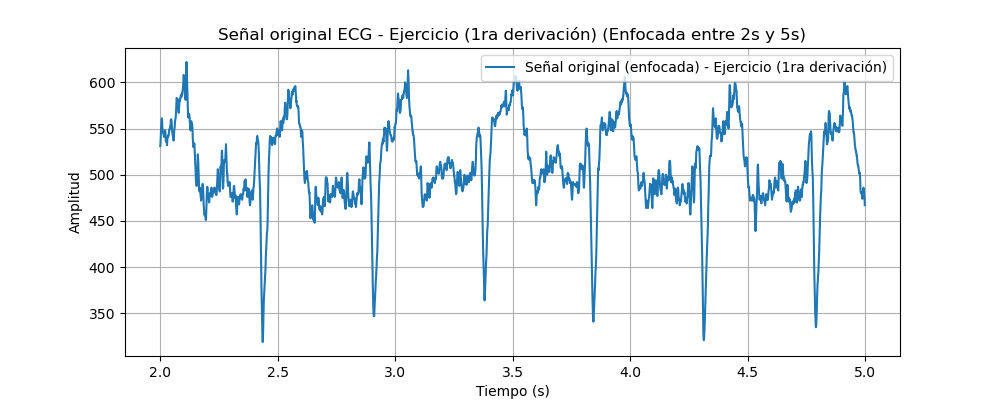 Señal original ECG - Ejercicio (1ra derivación) (Enfocada entre 2s y 5s)
Señal original (enfocada) - Ejercicio (1ra derivación)
Amplitud
600
550
500
450
400
350
2.0 2.5 3.0 3.5 4.0 4.5 5.0
Tiempo (s)